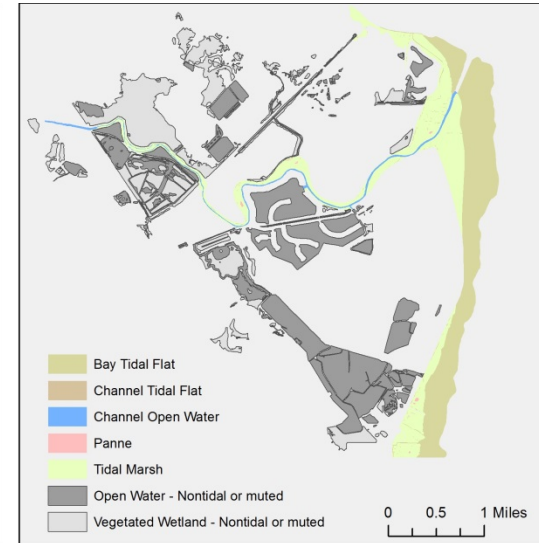 Bay Tidal Flat
Channel Tidal Flat
Channel Open Water
Panne
Tidal Marsh
Open Water - Nontidal or muted
Vegetated Wetland - Nontidal or muted
0 0.5 1 Miles